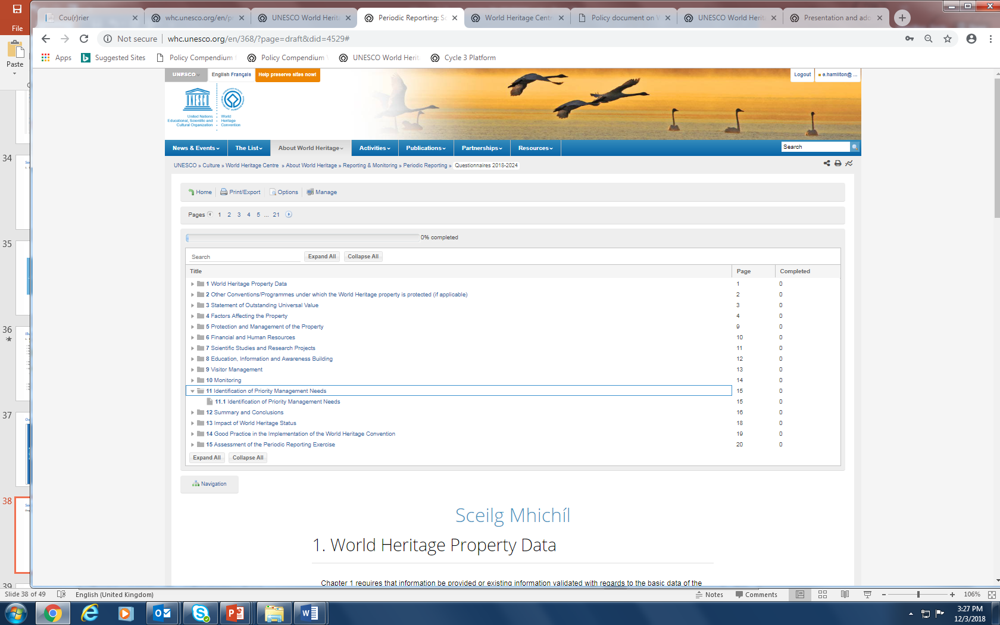 File
Paste
34
35
36
37
38
39
Cou(r)rier
whc.unesco.org/en/p
UNESCO World Herit
Periodic Reporting: S
World Heritage Cent
Policy document on
UNESCO World Herit
Presentation and ado
Not secure
whc.unesco.org/en/368/?page=draft&did=4529#
Apps
Suggested Sites
Policy Compendium
Policy Compendium
UNESCO World Herit
Cycle 3 Platform
UNESCO
English Français
Help preserve sites now!
Logout
e.hamilton@ ...
UNESCO
United Nations
Educational, Scientific and
Cultural Organization
World
Heritage
Convention
News & Events
The List
About World Heritage
Activities
Publications
Partnerships
Resources
Search
UNESCO » Culture » World Heritage Centre » About World Heritage » Reporting & Monitoring » Periodic Reporting » Questionnaires 2018-2024
Home
Print/Export
Options
Manage
Pages 1 2 3 4 5 ... 21
0% completed
Search
Expand All
Collapse All
Title Page Completed
1 World Heritage Property Data 1 0
2 Other Conventions/Programmes under which the World Heritage property is protected (if applicable) 2 0
3 Statement of Outstanding Universal Value 3 0
4 Factors Affecting the Property 4 0
5 Protection and Management of the Property 9 0
6 Financial and Human Resources 10 0
7 Scientific Studies and Research Projects 11 0
8 Education, Information and Awareness Building 12 0
9 Visitor Management 13 0
10 Monitoring 14 0
11 Identification of Priority Management Needs 15 0
11.1 Identification of Priority Management Needs 15 0
12 Summary and Conclusions 16 0
13 Impact of World Heritage Status 18 0
14 Good Practice in the Implementation of the World Heritage Convention 19 0
15 Assessment of the Periodic Reporting Exercise 20 0
Expand All
Collapse All
Navigation
Sceilg Mhichíl
1. World Heritage Property Data
Chapter 1 requires that information be provided or existing information validated with regards to the basic data of the
Slide 38 of 49
English (United Kingdom)
Notes
Comments
106%
3:27 PM
12/3/2018